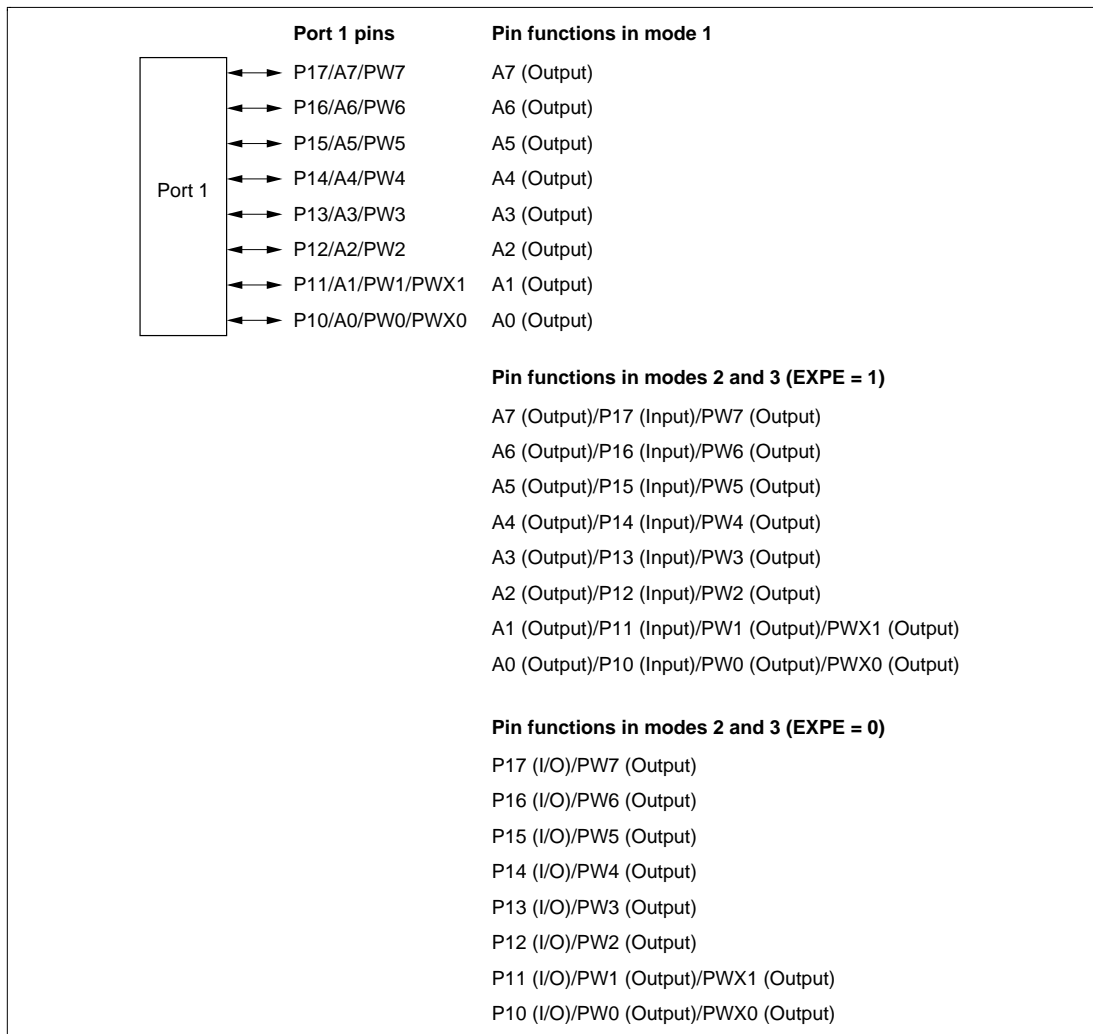 Port 1 pins Pin functions in mode 1
P17/A7/PW7 A7 (Output)
P16/A6/PW6 A6 (Output)
P15/A5/PW5 A5 (Output)
P14/A4/PW4 A4 (Output)
Port 1
P13/A3/PW3 A3 (Output)
P12/A2/PW2 A2 (Output)
P11/A1/PW1/PWX1 A1 (Output)
P10/A0/PW0/PWX0 A0 (Output)
Pin functions in modes 2 and 3 (EXPE = 1)
A7 (Output)/P17 (Input)/PW7 (Output)
A6 (Output)/P16 (Input)/PW6 (Output)
A5 (Output)/P15 (Input)/PW5 (Output)
A4 (Output)/P14 (Input)/PW4 (Output)
A3 (Output)/P13 (Input)/PW3 (Output)
A2 (Output)/P12 (Input)/PW2 (Output)
A1 (Output)/P11 (Input)/PW1 (Output)/PWX1 (Output)
A0 (Output)/P10 (Input)/PW0 (Output)/PWX0 (Output)
Pin functions in modes 2 and 3 (EXPE = 0)
P17 (I/O)/PW7 (Output)
P16 (I/O)/PW6 (Output)
P15 (I/O)/PW5 (Output)
P14 (I/O)/PW4 (Output)
P13 (I/O)/PW3 (Output)
P12 (I/O)/PW2 (Output)
P11 (I/O)/PW1 (Output)/PWX1 (Output)
P10 (I/O)/PW0 (Output)/PWX0 (Output)